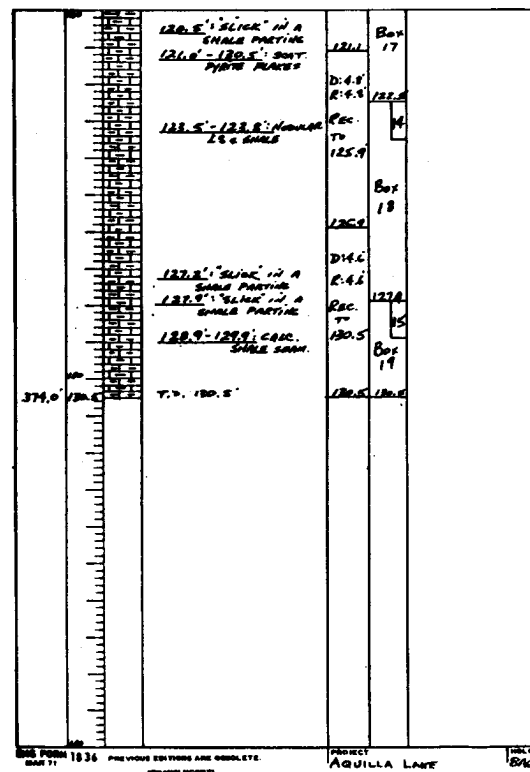 120.5': "SLICK" IN A
SHALE PARTING
121.0' - 130.5': SCAT.
PYRITE FLAKES
121.1
Box
17
D:4.8'
R:4.8'
122.5
123.5' - 123.8': NODULAR
LS & SHALE
REC.
TO
125.9'
14
Box
18
125.9
D:4.6'
R:4.6'
127.2': "SLICK" IN A
SHALE PARTING
127.9': "SLICK" IN A
SHALE PARTING
REC.
TO
130.5'
15
128.9' - 129.9': CALC.
SHALE SEAM.
Box
19
374.0'
130.5
T.D. 130.5'
130.5
130.5
ENG FORM 1836
MAR 71
PREVIOUS EDITIONS ARE OBSOLETE.
PROJECT
AQUILLA LAKE